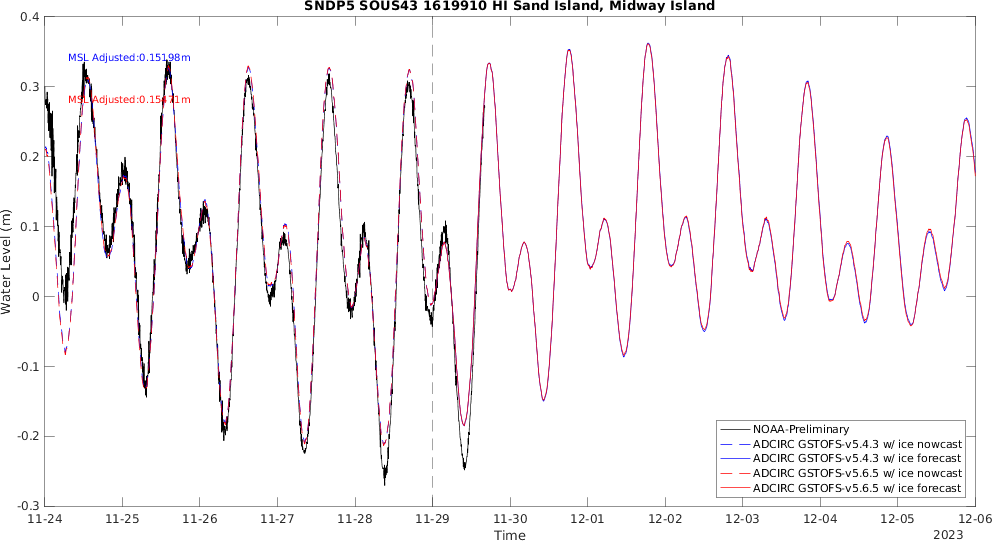 SNDP5 SOUS43 1619910 HI Sand Island, Midway Island
0.4
0.3
0.2
0.1
0
-0.1
-0.2
-0.3
Water Level (m)
MSL Adjusted:0.15198m
MSL Adjusted:0.15471m
NOAA-Preliminary
ADCIRC GSTOFS-v5.4.3 w/ ice nowcast
ADCIRC GSTOFS-v5.4.3 w/ ice forecast
ADCIRC GSTOFS-v5.6.5 w/ ice nowcast
ADCIRC GSTOFS-v5.6.5 w/ ice forecast
11-24 11-25 11-26 11-27 11-28 11-29 11-30 12-01 12-02 12-03 12-04 12-05 12-06
Time
2023